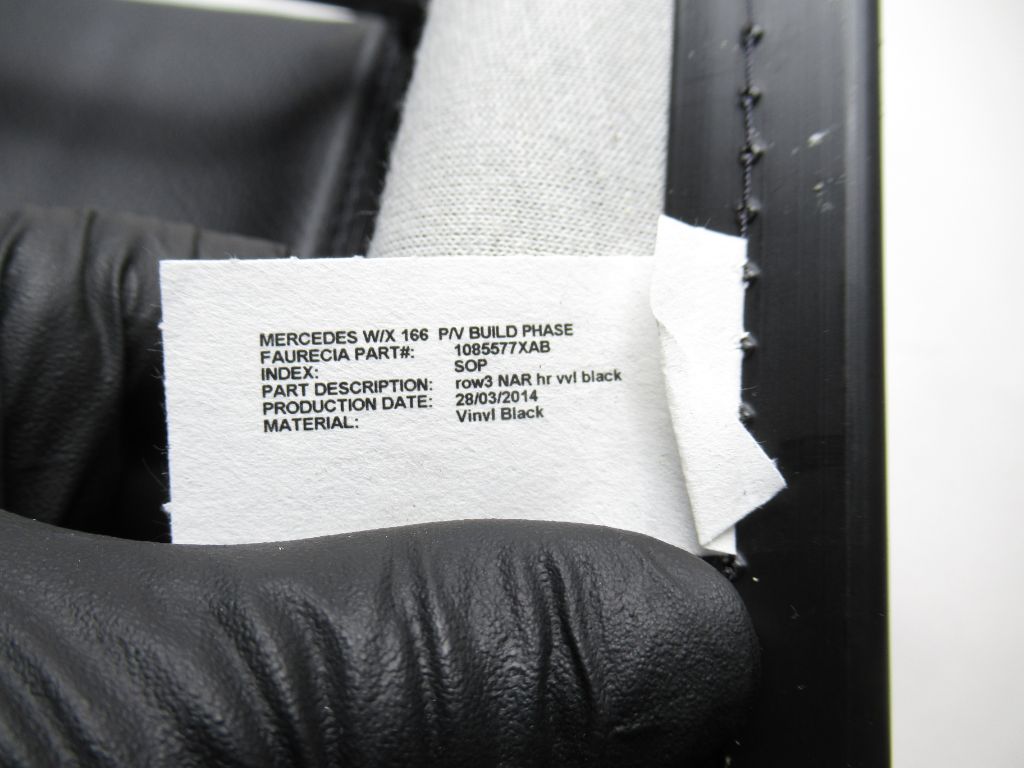 MERCEDES W/X 166 P/V BUILD PHASE
FAURECIA PART#: 1085577XAB
INDEX: SOP
PART DESCRIPTION: row3 NAR hr vvl black
PRODUCTION DATE: 28/03/2014
MATERIAL: Vinvl Black